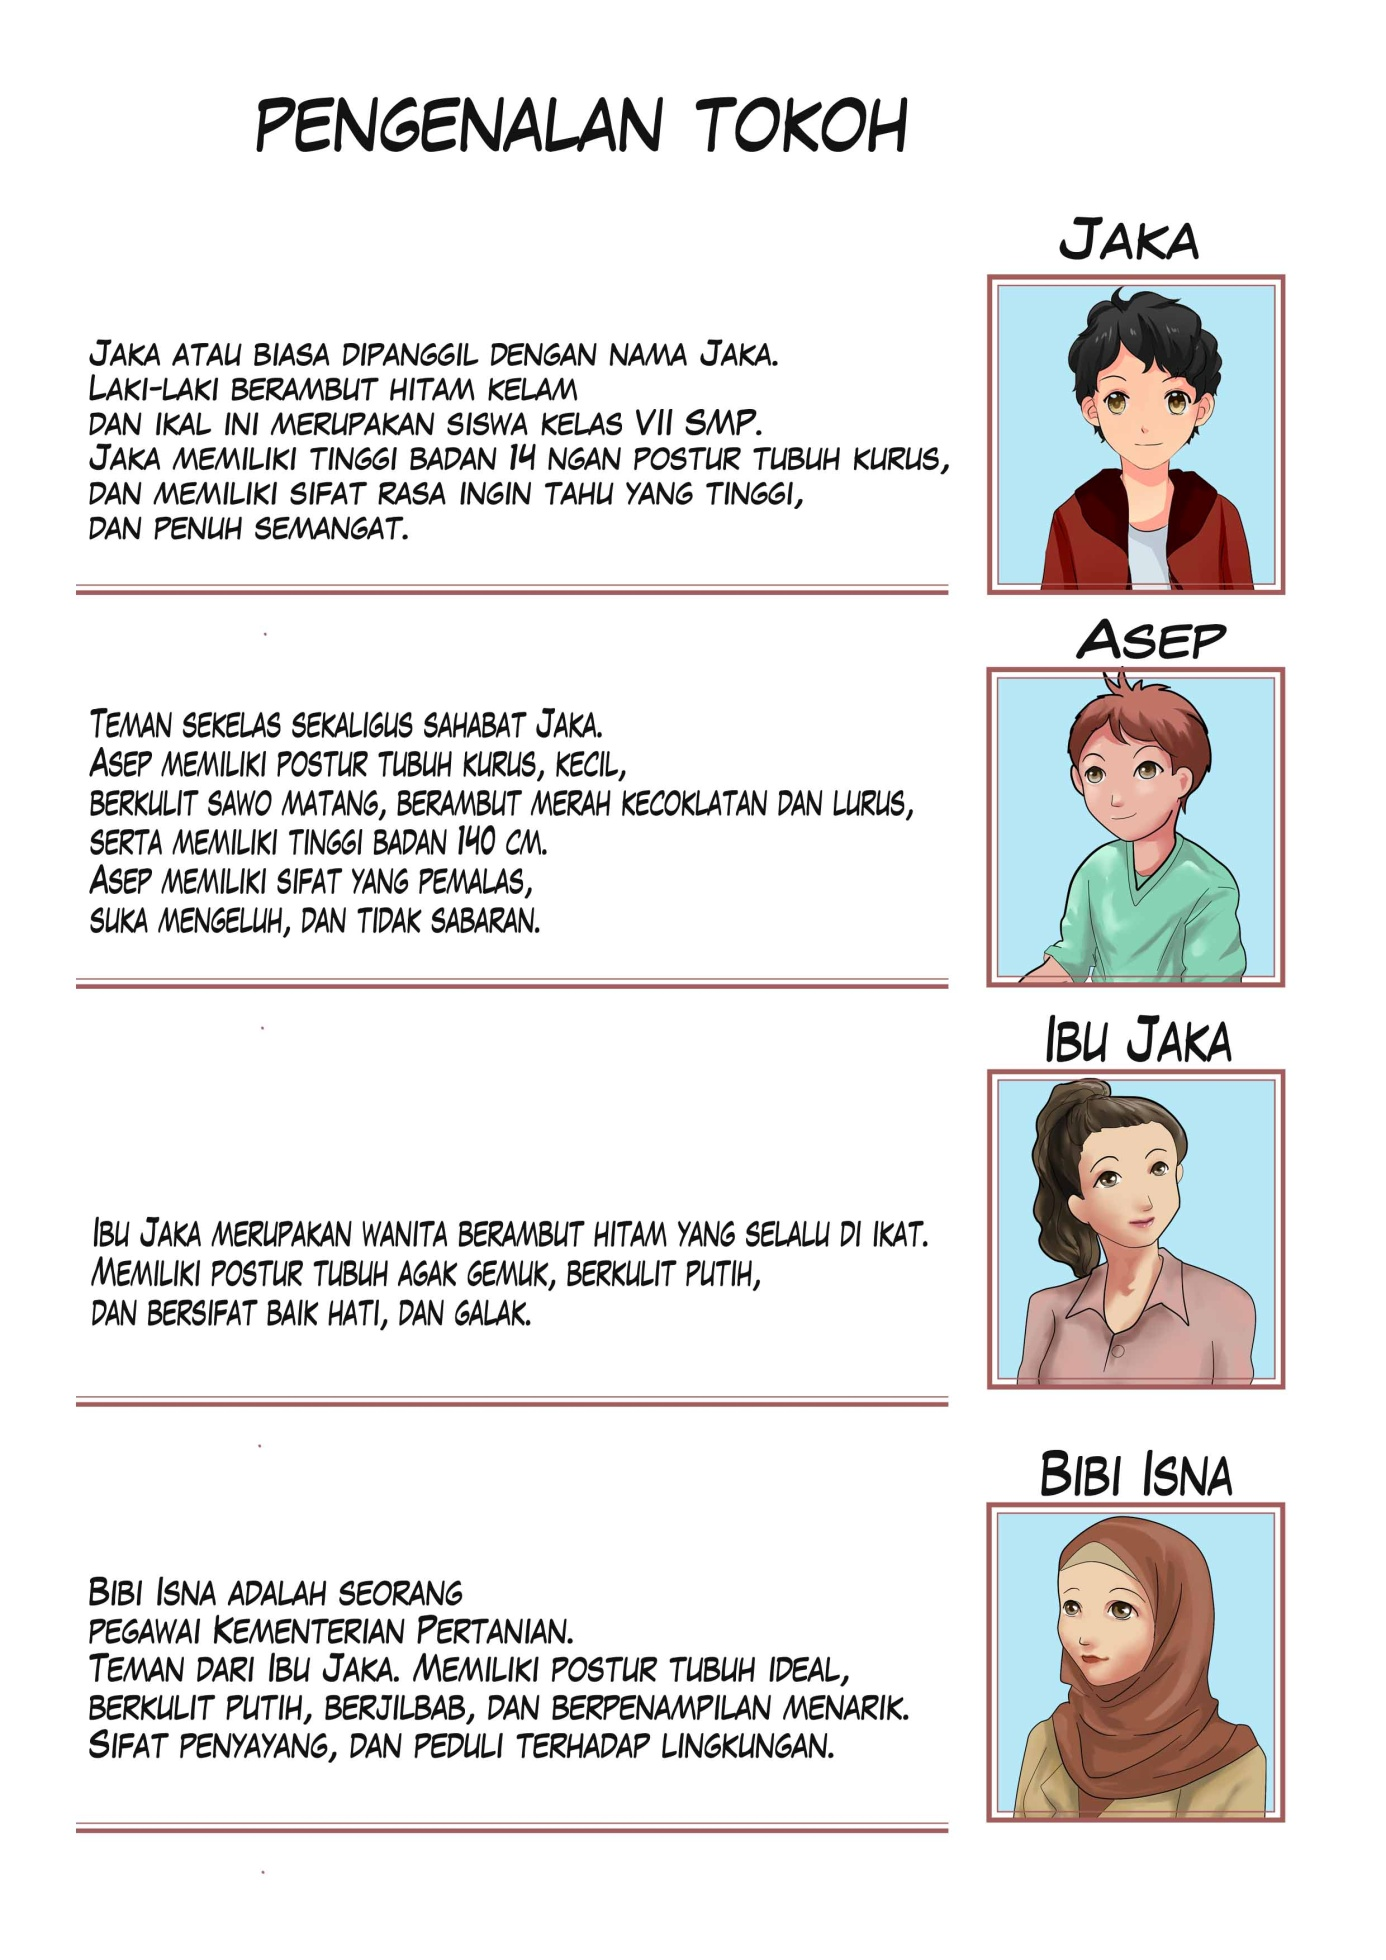 PENGENALAN TOKOH
JAKA
JAKA ATAU BIASA DIPANGGIL DENGAN NAMA JAKA.
LAKI-LAKI BERAMBUT HITAM KELAM
DAN IKAL INI MERUPAKAN SISWA KELAS VII SMP.
JAKA MEMILIKI TINGGI BADAN 14 NGAN POSTUR TUBUH KURUS,
DAN MEMILIKI SIFAT RASA INGIN TAHU YANG TINGGI,
DAN PENUH SEMANGAT.
ASEP
TEMAN SEKELAS SEKALIGUS SAHABAT JAKA.
ASEP MEMILIKI POSTUR TUBUH KURUS, KECIL,
BERKULIT SAWO MATANG, BERAMBUT MERAH KECOKLATAN DAN LURUS,
SERTA MEMILIKI TINGGI BADAN 140 CM.
ASEP MEMILIKI SIFAT YANG PEMALAS,
SUKA MENGELUH, DAN TIDAK SABARAN.
IBU JAKA
IBU JAKA MERUPAKAN WANITA BERAMBUT HITAM YANG SELALU DI IKAT.
MEMILIKI POSTUR TUBUH AGAK GEMUK, BERKULIT PUTIH,
DAN BERSIFAT BAIK HATI, DAN GALAK.
BIBI ISNA
BIBI ISNA ADALAH SEORANG
PEGAWAI KEMENTERIAN PERTANIAN.
TEMAN DARI IBU JAKA. MEMILIKI POSTUR TUBUH IDEAL,
BERKULIT PUTIH, BERJILBAB, DAN BERPENAMPILAN MENARIK.
SIFAT PENYAYANG, DAN PEDULI TERHADAP LINGKUNGAN.